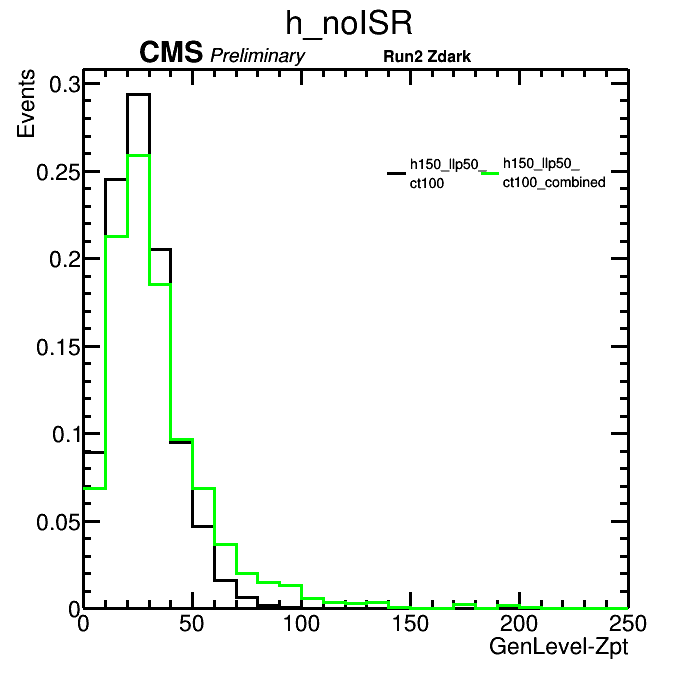 h_noISR
CMS Preliminary Run2 Zdark
Events
0.3
0.25
0.2
0.15
0.1
0.05
0
h150_llp50_
ct100
h150_llp50_
ct100_combined
0 50 100 150 200 250
GenLevel-Zpt